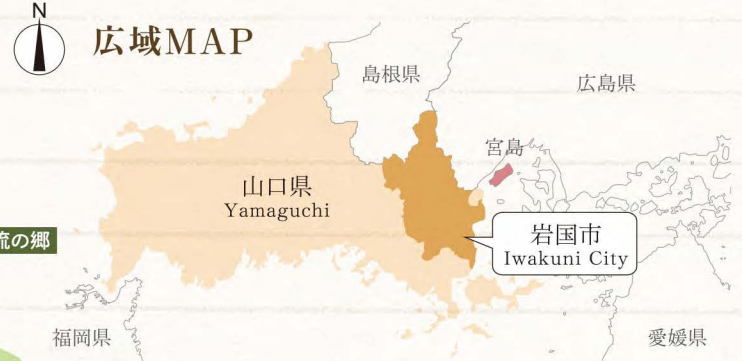 N
広域MAP
島根県
広島県
宮島
山口県
Yamaguchi
岩国市
Iwakuni City
流の郷
福岡県
愛媛県